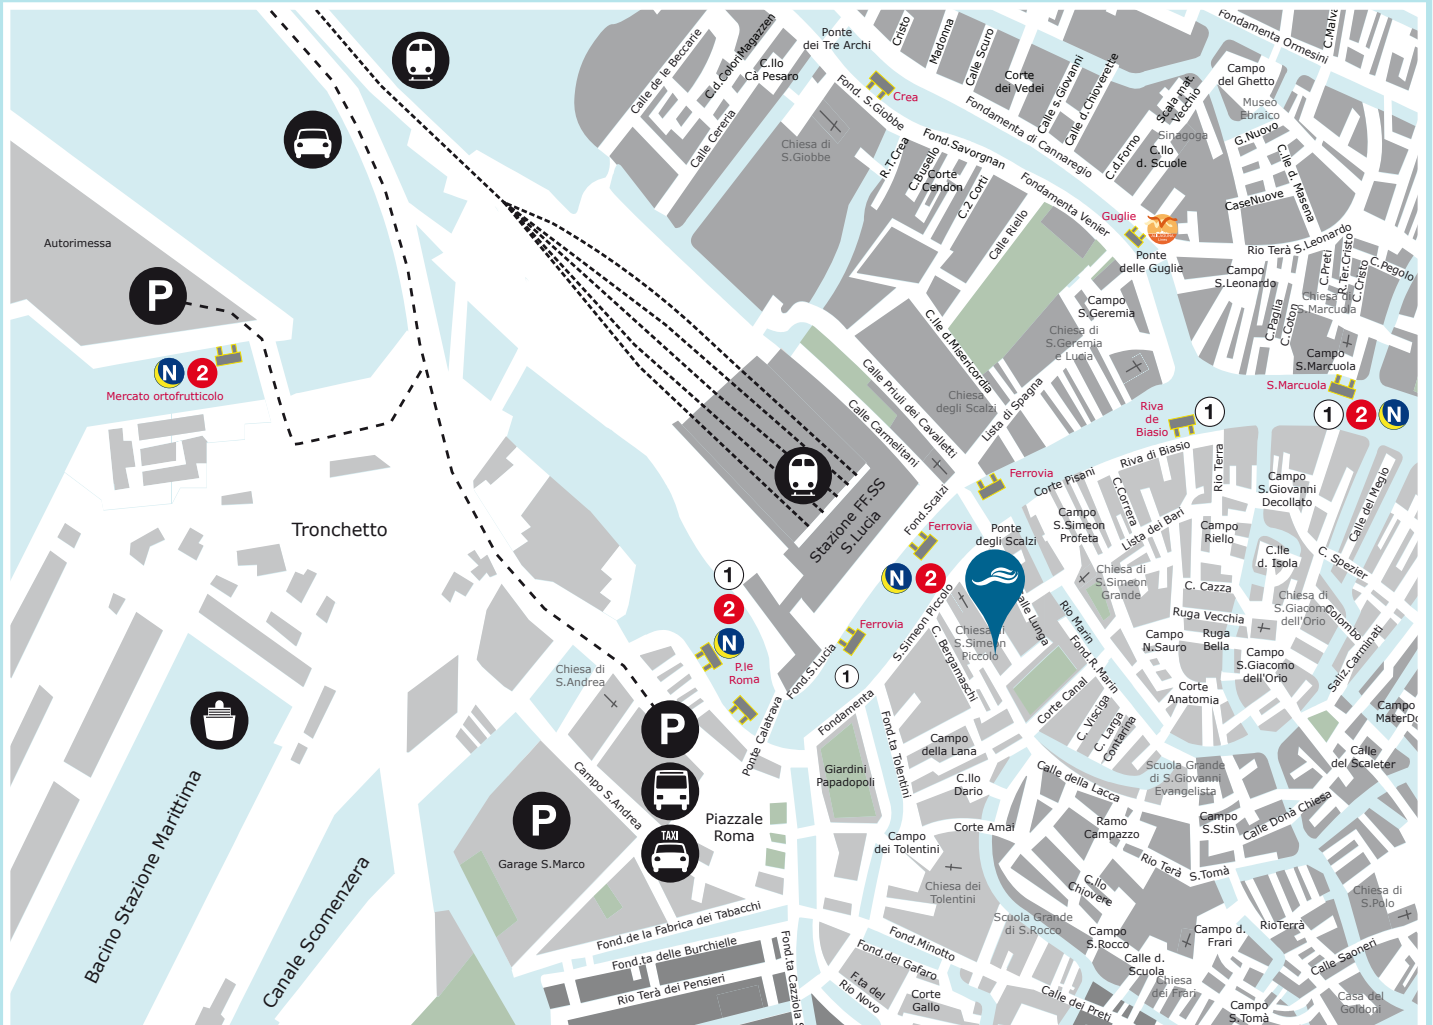 Ponte
dei Tre Archi
Cristo
Madonna
Calle Scuro
Fondamenta Ormesini
C.Malva
Calle de le Beccarie
C.d.ColoriMagazzen
C.llo
Cà Pesaro
Calle Cereria
Crea
Corte
dei Vedei
Calle s.Giovanni
Calle d.Chioverette
Scala mat.
Vecchio
Campo
del Ghetto
Museo
Ebraico
Fond. S.Giobbe
Chiesa di
S.Giobbe
Fondamenta di Cannaregio
Fond.Savorgnan
Sinagoga
G.Nuovo
C.llo
d. Scuole
C.d.Forno
C.lle d. Masena
R.T.Crea
C.Busello
Corte
Cendon
C.2 Corti
Fondamenta Venier
CaseNuove
Calle Riello
Guglie
Ponte
delle Guglie
Rio Terà S.Leonardo
Campo
S.Leonardo
C.Preti
R.Ter.Cristo
C.Cristo
C.Pegolo
Autorimessa
P
N
2
Mercato ortofrutticolo
Campo
S.Geremia
Chiesa di
S.Geremia
e Lucia
C.Paglia
C.Coton
Chiesa di
S.Marcuola
Campo
S.Marcuola
S.Marcuola
1
2
N
C.lle d.Misericordia
Calle Priuli dei Cavalletti
Calle Carmelitani
Chiesa
degli Scalzi
Lista di Spagna
Riva
de
Biasio
1
Riva di Biasio
Rio Terra
Ferrovia
Corte Pisani
C.Correra
Campo
S.Giovanni
Decollato
Calle del Megio
Stazione FF.SS
S.Lucia
Fond.Scalzi
Ferrovia
Ponte
degli Scalzi
Campo
S.Simeon
Profeta
Lista dei Bari
Campo
Riello
C.lle
d. Isola
C. Spezier
Tronchetto
N
2
Chiesa di
S.Simeon
Grande
C. Cazza
Chiesa di
S.Giacomo
dell'Orio
Colombo
1
2
N
P.le
Roma
Ferrovia
1
S.Simeon Piccolo
C. Bergamaschi
Chiesa di
S.Simeon
Piccolo
Calle Lunga
Rio Marin
Fond.R.Marin
Ruga Vecchia
Campo
N.Sauro
Ruga
Bella
Campo
S.Giacomo
dell'Orio
Saliz.Carminati
Chiesa di
S.Andrea
Fond.S.Lucia
Fondamenta
Corte Canal
C. Visciga
C. Larga
Contarina
Corte
Anatomia
Ponte Calatrava
Fond.ta Tolentini
Campo
della Lana
Calle
del Scaleter
P
Giardini
Papadopoli
C.llo
Dario
Calle della Lacca
Scuola Grande
di S.Giovanni
Evangelista
Campo S.Andrea
P
Garage S.Marco
TAXI
Piazzale
Roma
Corte Amai
Campo
dei Tolentini
Ramo
Campazzo
Campo
S.Stin
Calle Donà Chiesa
Bacino Stazione Marittima
Canale Scomenzera
Chiesa dei
Tolentini
C.llo
Chiovere
Rio Terà S.Tomà
Chiesa di
S.Polo
Fond.de la Fabrica dei Tabacchi
Fond.ta delle Burchielle
Rio Terà dei Pensieri
Fond.ta Cazziola
Fond.Minotto
Fond.del Gafaro
F.ta del
Rio Novo
Corte
Gallo
Scuola Grande
di S.Rocco
Campo
S.Rocco
Calle d.
Scuola
Campo d.
Frari
RioTerrà
Chiesa
dei Frari
Calle dei Preti
Campo
S.Tomà
Calle Saoneri
Casa del
Goldoni